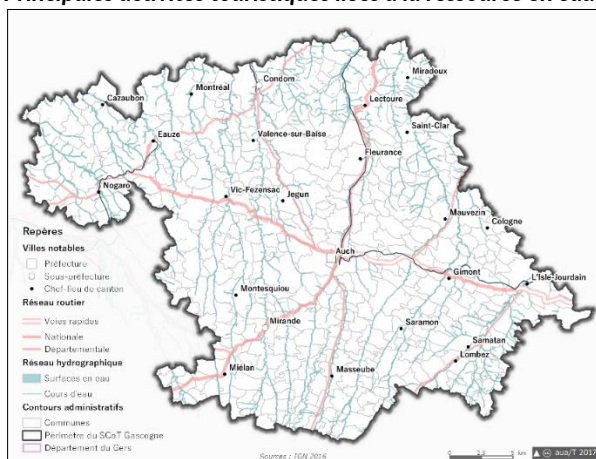 Principales activités touristiques liées à la ressource en eau
Cazaubon
Montréal
Condom
Miradoux
Lectoure
Eauze
Valence-sur-Baïse
Saint-Clar
Fleurance
Nogaro
Vic-Fezensac
Jegun
Mauvezin
Cologne
Auch
Gimont
L'Isle-Jourdain
Montesquiou
Mirande
Saramon
Samatan
Lombez
Miélan
Masseube
Repères
Villes notables
Préfecture
Sous-préfecture
Chef-lieu de canton
Réseau routier
Voies rapides
Nationale
Départementale
Réseau hydrographique
Surfaces en eau
Cours d'eau
Contours administratifs
Communes
Périmètre du SCoT Gascogne
Département du Gers
Sources : IGN 2016
km
aua/T 2017